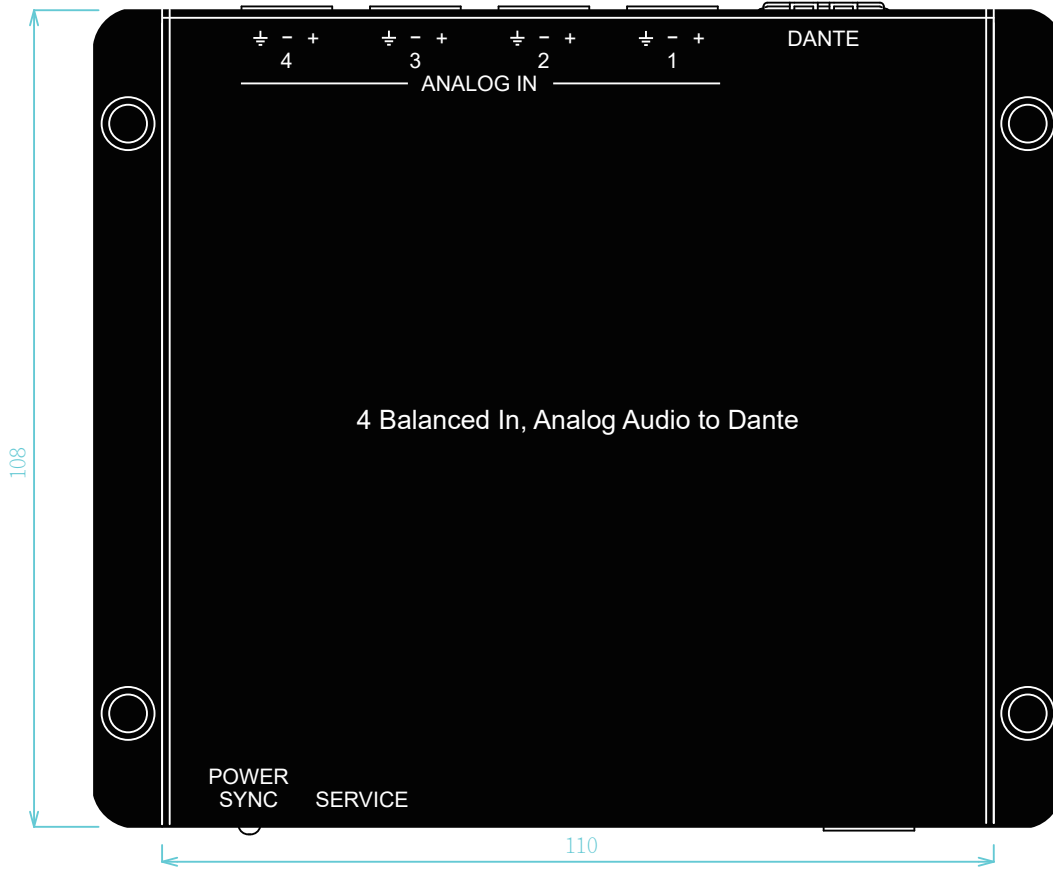 ⏚ − + ⏚ − + ⏚ − + ⏚ − + DANTE
4 3 2 1
ANALOG IN
4 Balanced In, Analog Audio to Dante
108
POWER
SYNC SERVICE
110